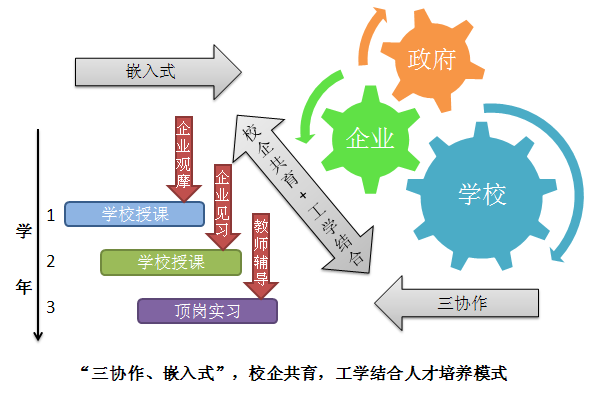 嵌入式
政府
企业
学校
企业观摩
企业见习
教师辅导
校企共育+工学结合
学年
1
学校授课
2
学校授课
3
顶岗实习
三协作
“三协作、嵌入式”，校企共育，工学结合人才培养模式